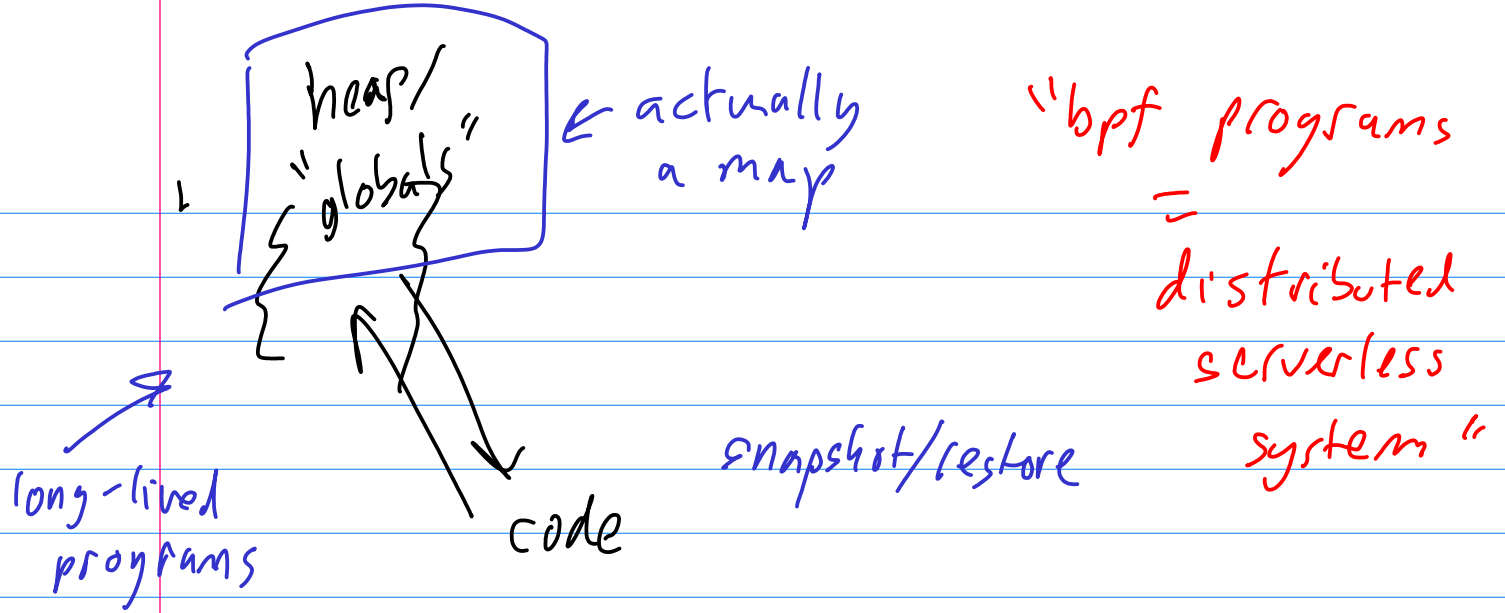 heap/
"globals"
actually
a map
"bpf programs
=
distributed
serverless
system"
snapshot/restore
long-lived
programs
code